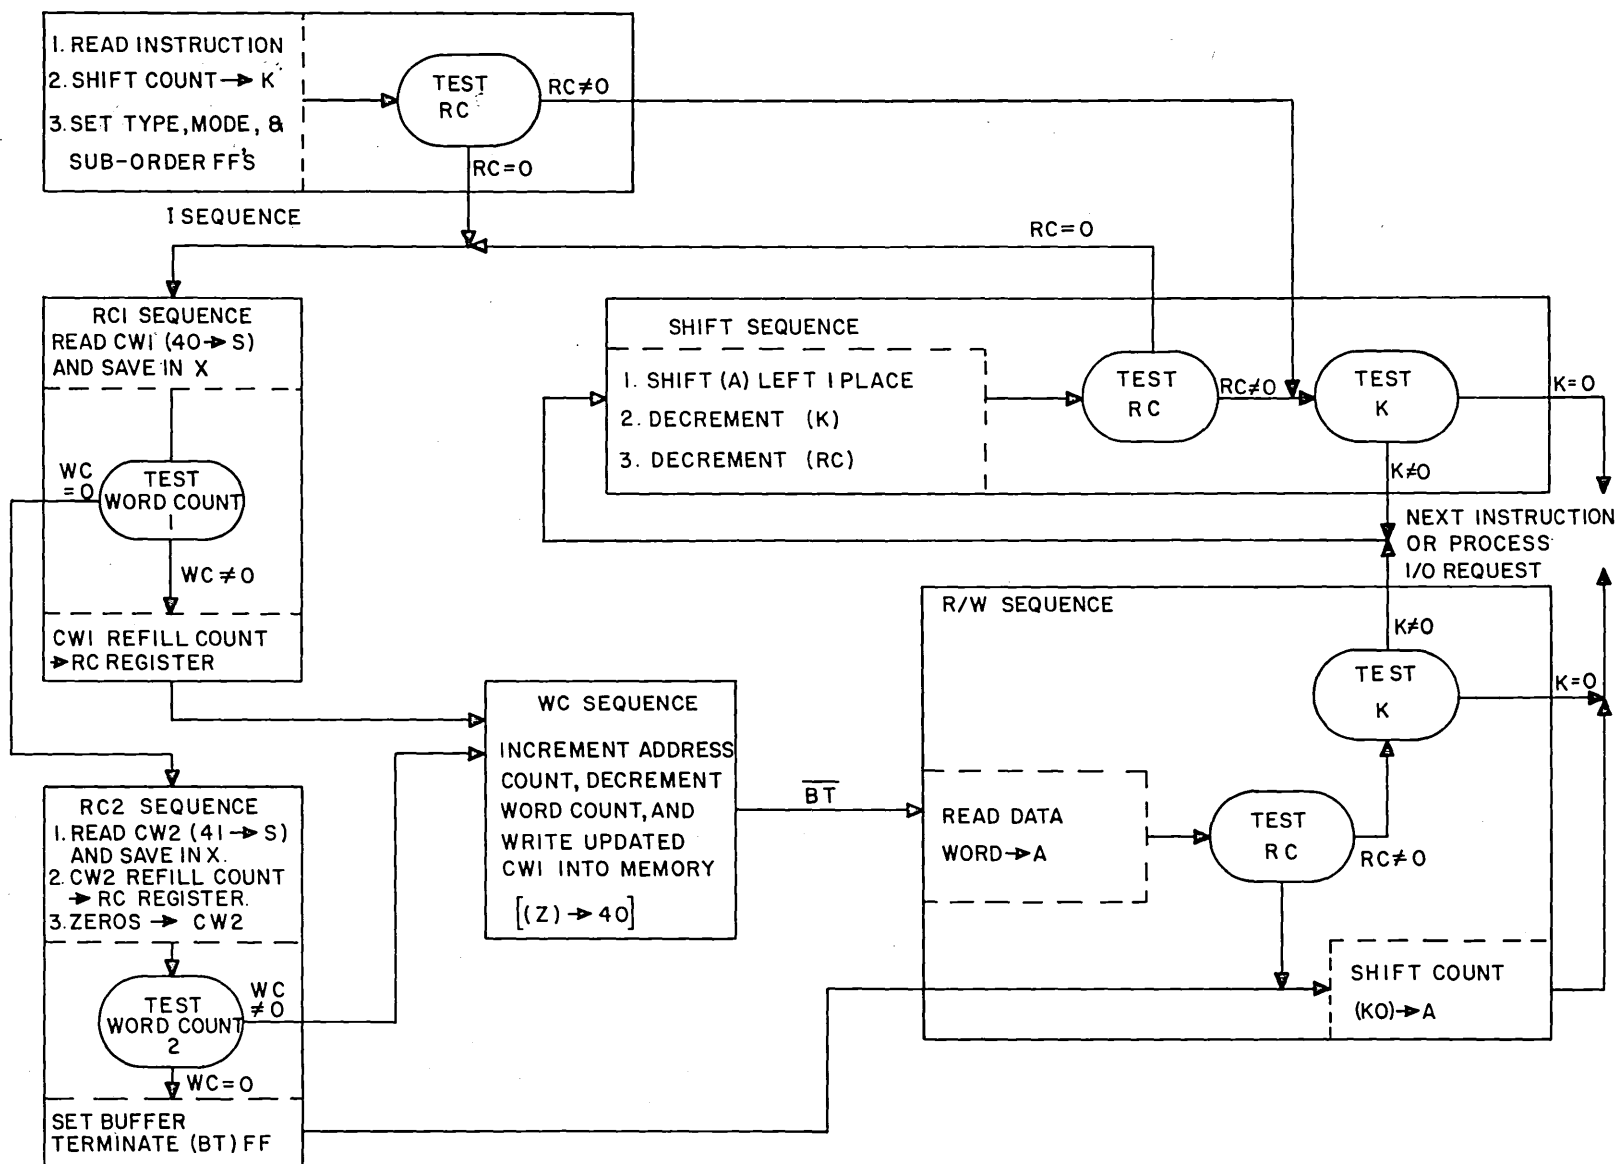 1. READ INSTRUCTION
2. SHIFT COUNT → K
3. SET TYPE, MODE, &
SUB-ORDER FF'S
TEST
RC
RC≠0
RC=0
I SEQUENCE
RC=0
RC1 SEQUENCE
READ CW1 (40→S)
AND SAVE IN X
WC
=0
TEST
WORD COUNT
1
WC≠0
CW1 REFILL COUNT
→RC REGISTER
SHIFT SEQUENCE
1. SHIFT (A) LEFT 1 PLACE
2. DECREMENT (K)
3. DECREMENT (RC)
TEST
RC
RC≠0
TEST
K
K=0
K≠0
NEXT INSTRUCTION
OR PROCESS
I/O REQUEST
R/W SEQUENCE
K≠0
TEST
K
K=0
READ DATA
WORD→A
TEST
RC
RC≠0
SHIFT COUNT
(KO)→A
WC SEQUENCE
INCREMENT ADDRESS
COUNT, DECREMENT
WORD COUNT, AND
WRITE UPDATED
CW1 INTO MEMORY
[(Z)→40]
B̅T̅
RC2 SEQUENCE
1. READ CW2 (41→S)
AND SAVE IN X.
2. CW2 REFILL COUNT
→ RC REGISTER.
3. ZEROS → CW2
TEST
WORD COUNT
2
WC
≠0
WC=0
SET BUFFER
TERMINATE (BT) FF